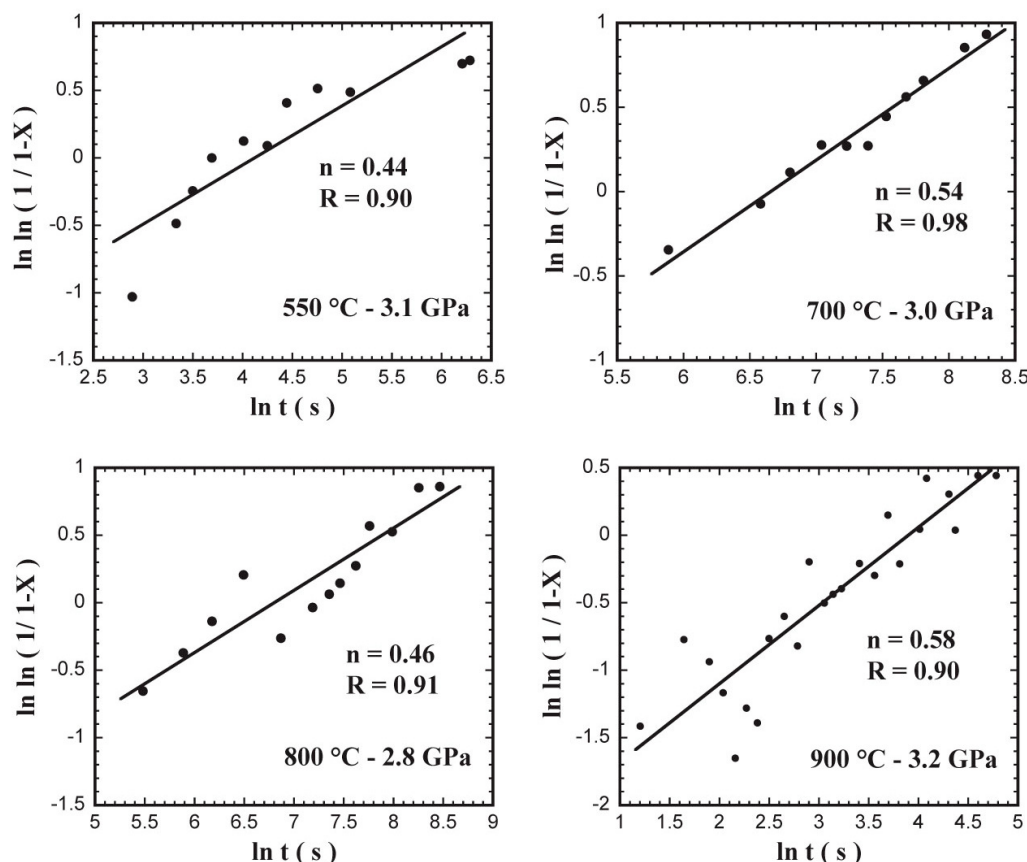 1
0.5
0
-0.5
-1
-1.5
ln ln ( 1 / 1-X )
n = 0.44
R = 0.90
550 °C - 3.1 GPa
2.5 3 3.5 4 4.5 5 5.5 6 6.5
ln t ( s )
1
0.5
0
-0.5
-1
ln ln ( 1/ 1-X )
n = 0.54
R = 0.98
700 °C - 3.0 GPa
5.5 6 6.5 7 7.5 8 8.5
ln t ( s )
1
0.5
0
-0.5
-1
-1.5
ln ln ( 1/ 1-X )
n = 0.46
R = 0.91
800 °C - 2.8 GPa
5 5.5 6 6.5 7 7.5 8 8.5 9
ln t ( s )
0.5
0
-0.5
-1
-1.5
-2
ln ln ( 1 / 1-X )
n = 0.58
R = 0.90
900 °C - 3.2 GPa
1 1.5 2 2.5 3 3.5 4 4.5 5
ln t ( s )